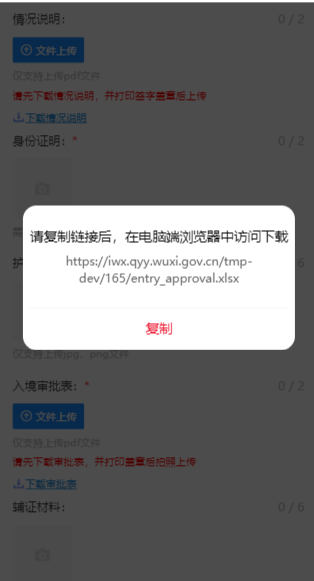 情况说明：
0 / 2
文件上传
仅支持上传pdf文件
请先下载情况说明，并打印签字盖章后上传
下载情况说明
身份证明：*
0 / 2
请复制链接后，在电脑端浏览器中访问下载
https://iwx.qyy.wuxi.gov.cn/tmp-
dev/165/entry_approval.xlsx
复制
护
6
仅支持上传jpg、png文件
入境审批表：*
0 / 2
文件上传
仅支持上传pdf文件
请先下载审批表，并打印盖章后拍照上传
下载审批表
辅证材料：
0 / 6